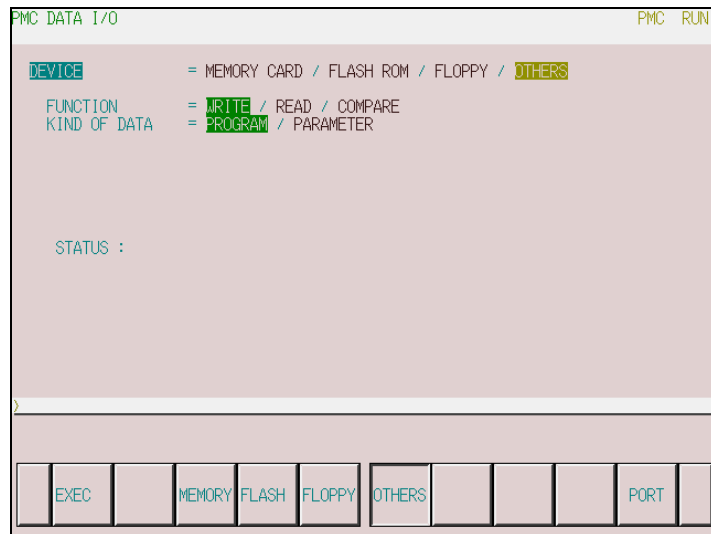 PMC DATA I/O PMC RUN
DEVICE = MEMORY CARD / FLASH ROM / FLOPPY / OTHERS
FUNCTION = WRITE / READ / COMPARE
KIND OF DATA = PROGRAM / PARAMETER
STATUS :
>
EXEC MEMORY FLASH FLOPPY OTHERS PORT